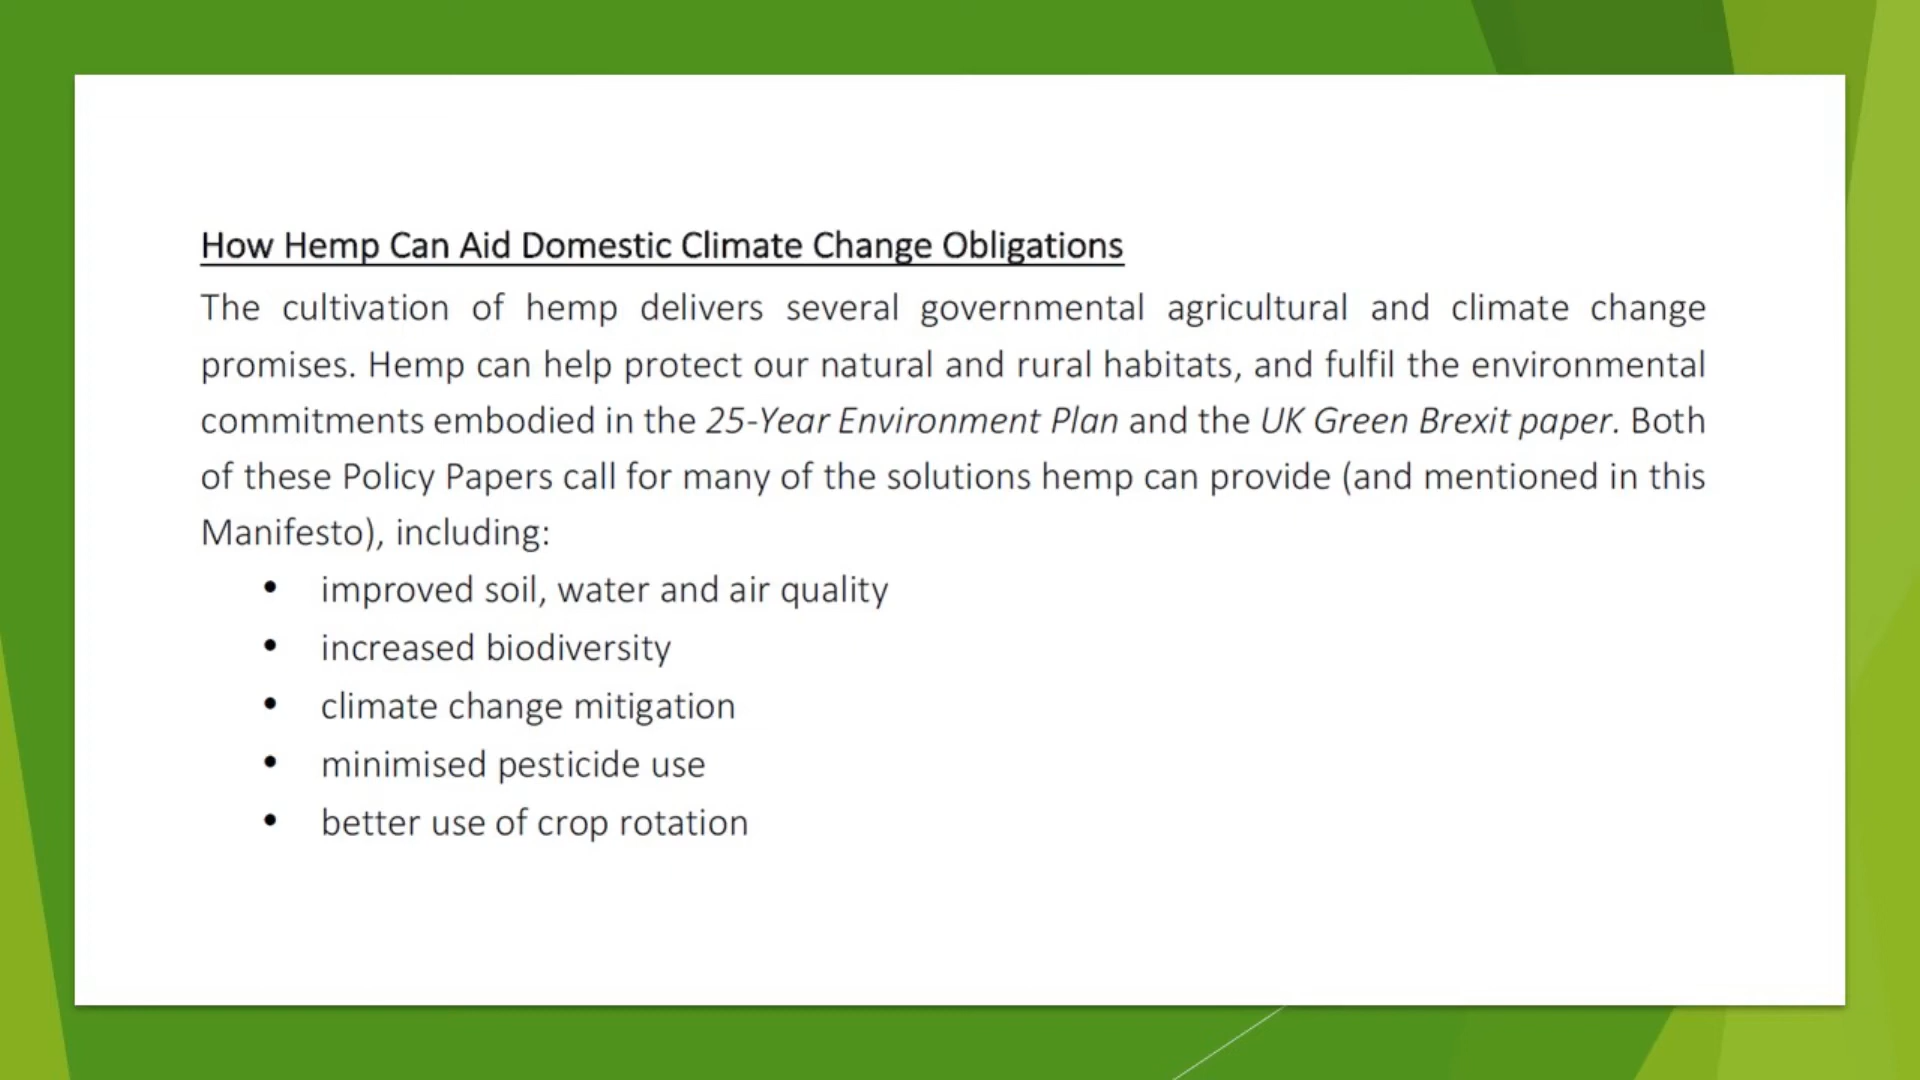 How Hemp Can Aid Domestic Climate Change Obligations
The cultivation of hemp delivers several governmental agricultural and climate change
promises. Hemp can help protect our natural and rural habitats, and fulfil the environmental
commitments embodied in the 25-Year Environment Plan and the UK Green Brexit paper. Both
of these Policy Papers call for many of the solutions hemp can provide (and mentioned in this
Manifesto), including:
• improved soil, water and air quality
• increased biodiversity
• climate change mitigation
• minimised pesticide use
• better use of crop rotation